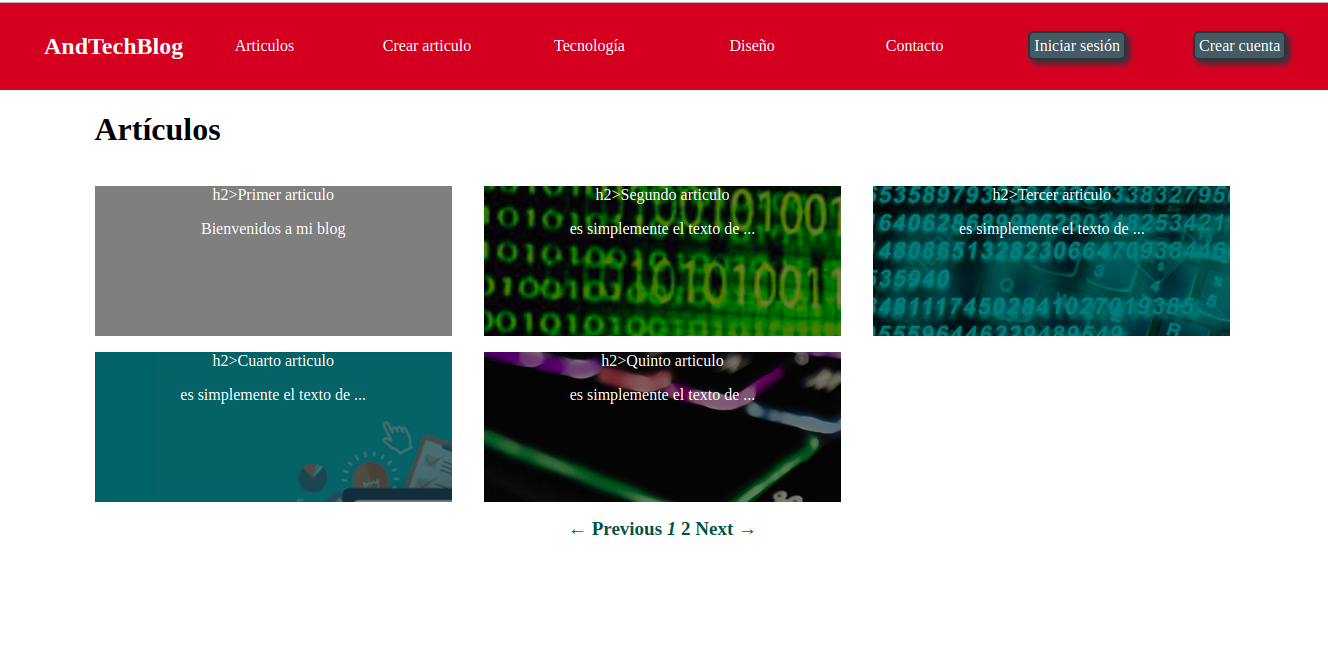 AndTechBlog Articulos Crear articulo Tecnología Diseño Contacto Iniciar sesión Crear cuenta
Artículos
h2>Primer articulo
Bienvenidos a mi blog
h2>Segundo articulo
es simplemente el texto de ...
h2>Tercer articulo
es simplemente el texto de ...
h2>Cuarto articulo
es simplemente el texto de ...
h2>Quinto articulo
es simplemente el texto de ...
← Previous 1 2 Next →